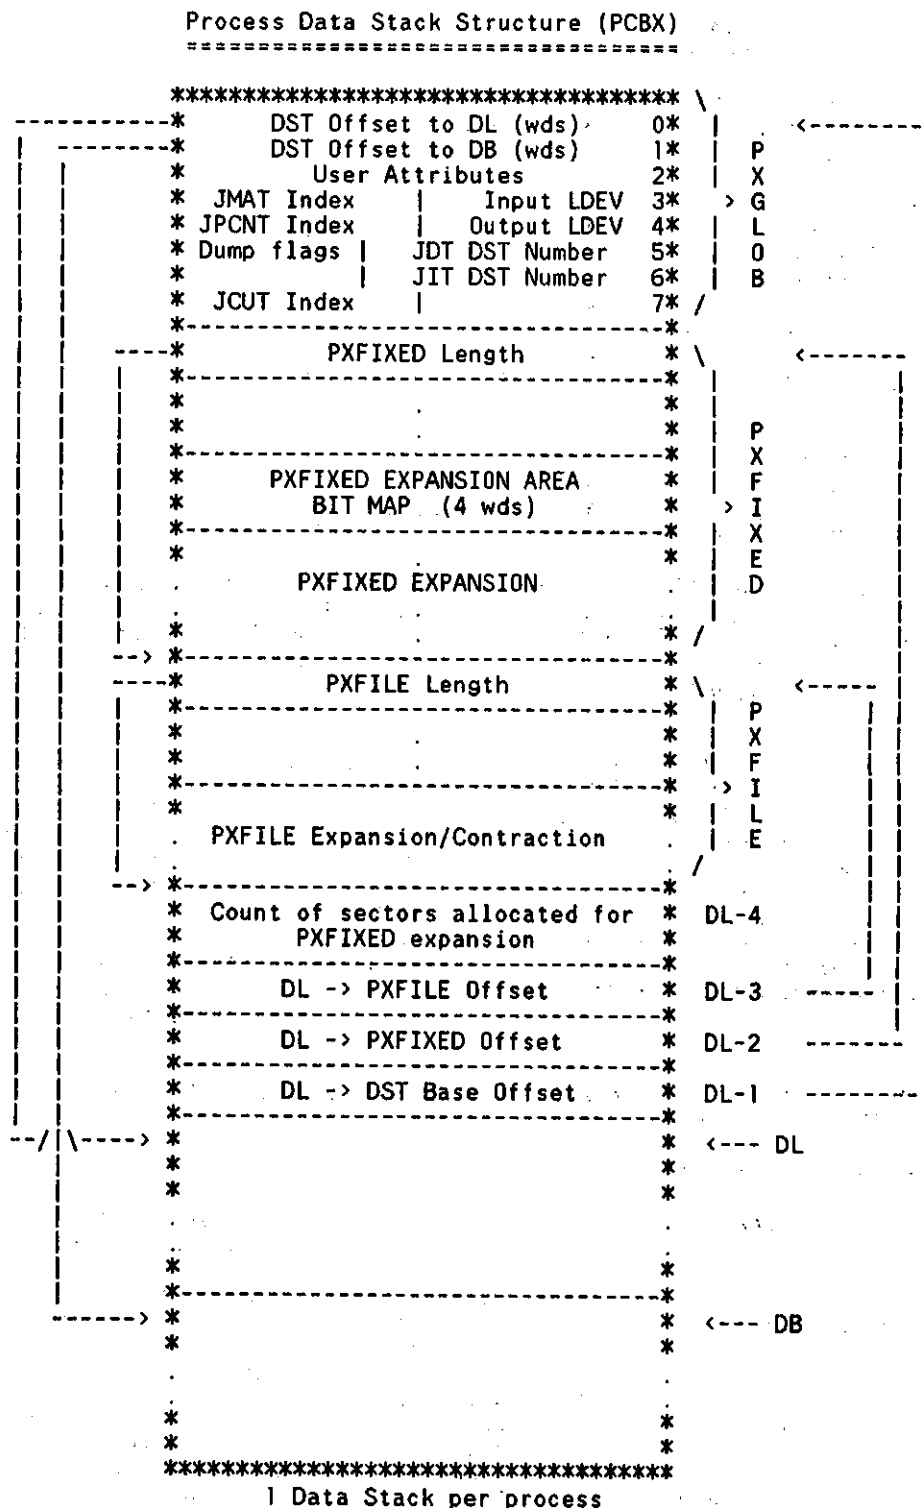 Process Data Stack Structure (PCBX)
==================================
*********************************** \
----------* DST Offset to DL (wds) 0* | <--------
------* DST Offset to DB (wds) 1* | P
* User Attributes 2* | X
* JMAT Index | Input LDEV 3* > G
* JPCNT Index | Output LDEV 4* | L
* Dump flags | JDT DST Number 5* | O
* | JIT DST Number 6* | B
* JCUT Index | 7* /
*---------------------------------*
----* PXFIXED Length * \ <-------
*---------------------------------*
* . *
* . * P
*---------------------------------* X
* PXFIXED EXPANSION AREA * F
* BIT MAP (4 wds) * > I
*---------------------------------* X
* . * E
. PXFIXED EXPANSION . D
. . .
* . * /
--> *---------------------------------*
----* PXFILE Length * \ <------
*---------------------------------* | P
* . * | X
* . * | F
*---------------------------------* > I
* * | L
. PXFILE Expansion/Contraction . | E
. . /
--> *---------------------------------*
* Count of sectors allocated for * DL-4
* PXFIXED expansion *
*---------------------------------*
* DL -> PXFILE Offset * DL-3 -----
*---------------------------------*
* DL -> PXFIXED Offset * DL-2 -------
*---------------------------------*
* DL -> DST Base Offset * DL-1 --------
*---------------------------------*
--/ \----> * * <--- DL
* *
* *
. .
. .
* *
*---------------------------------*
------> * * <--- DB
* *
. .
. .
* *
* *
***********************************
1 Data Stack per process